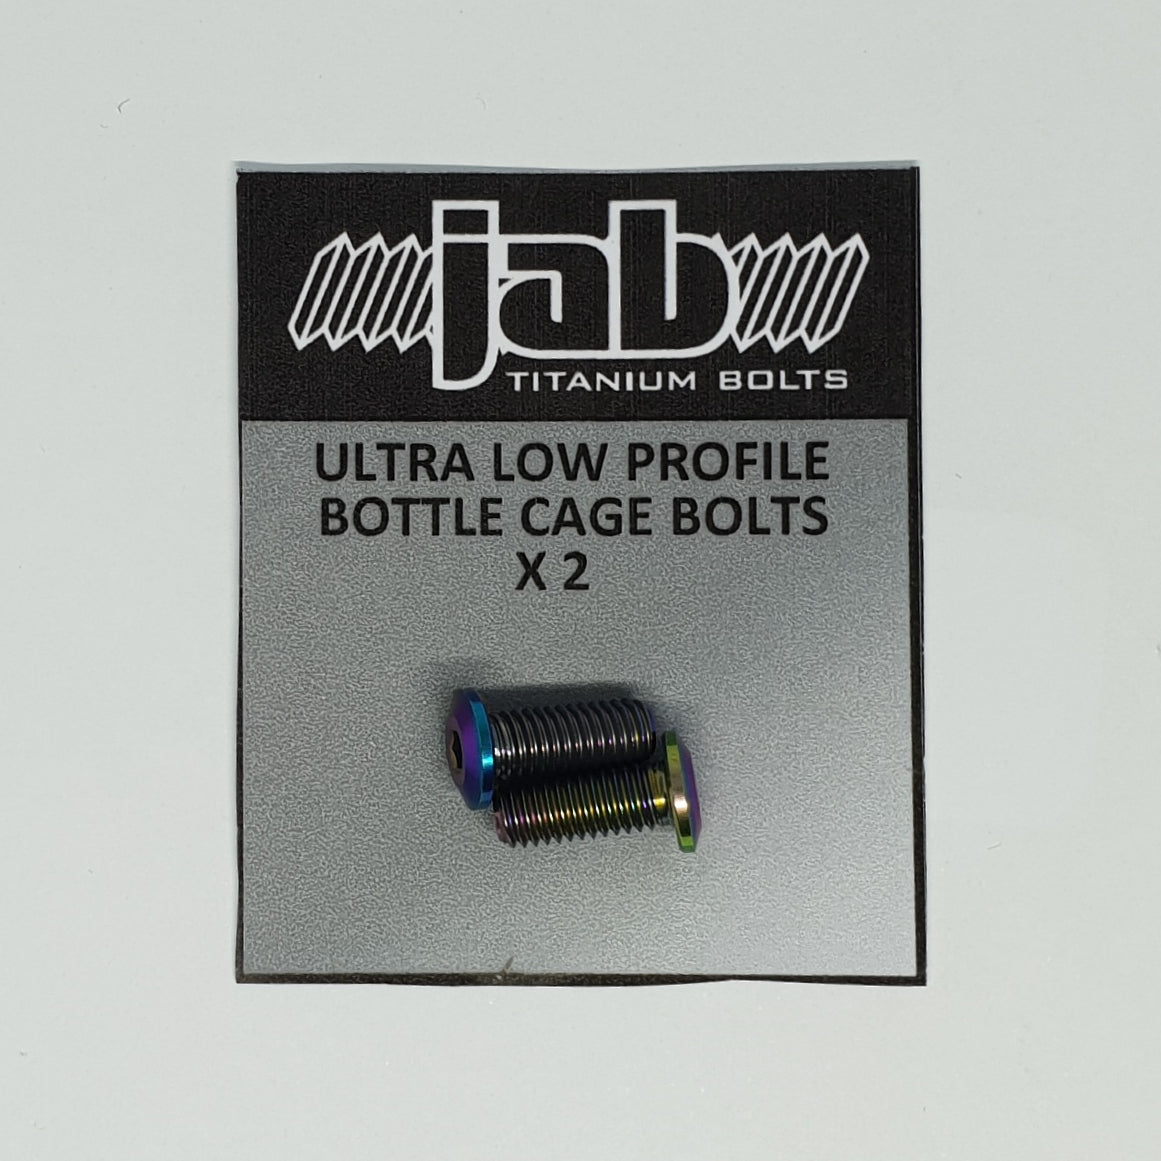 jab
TITANIUM BOLTS
ULTRA LOW PROFILE
BOTTLE CAGE BOLTS
X 2